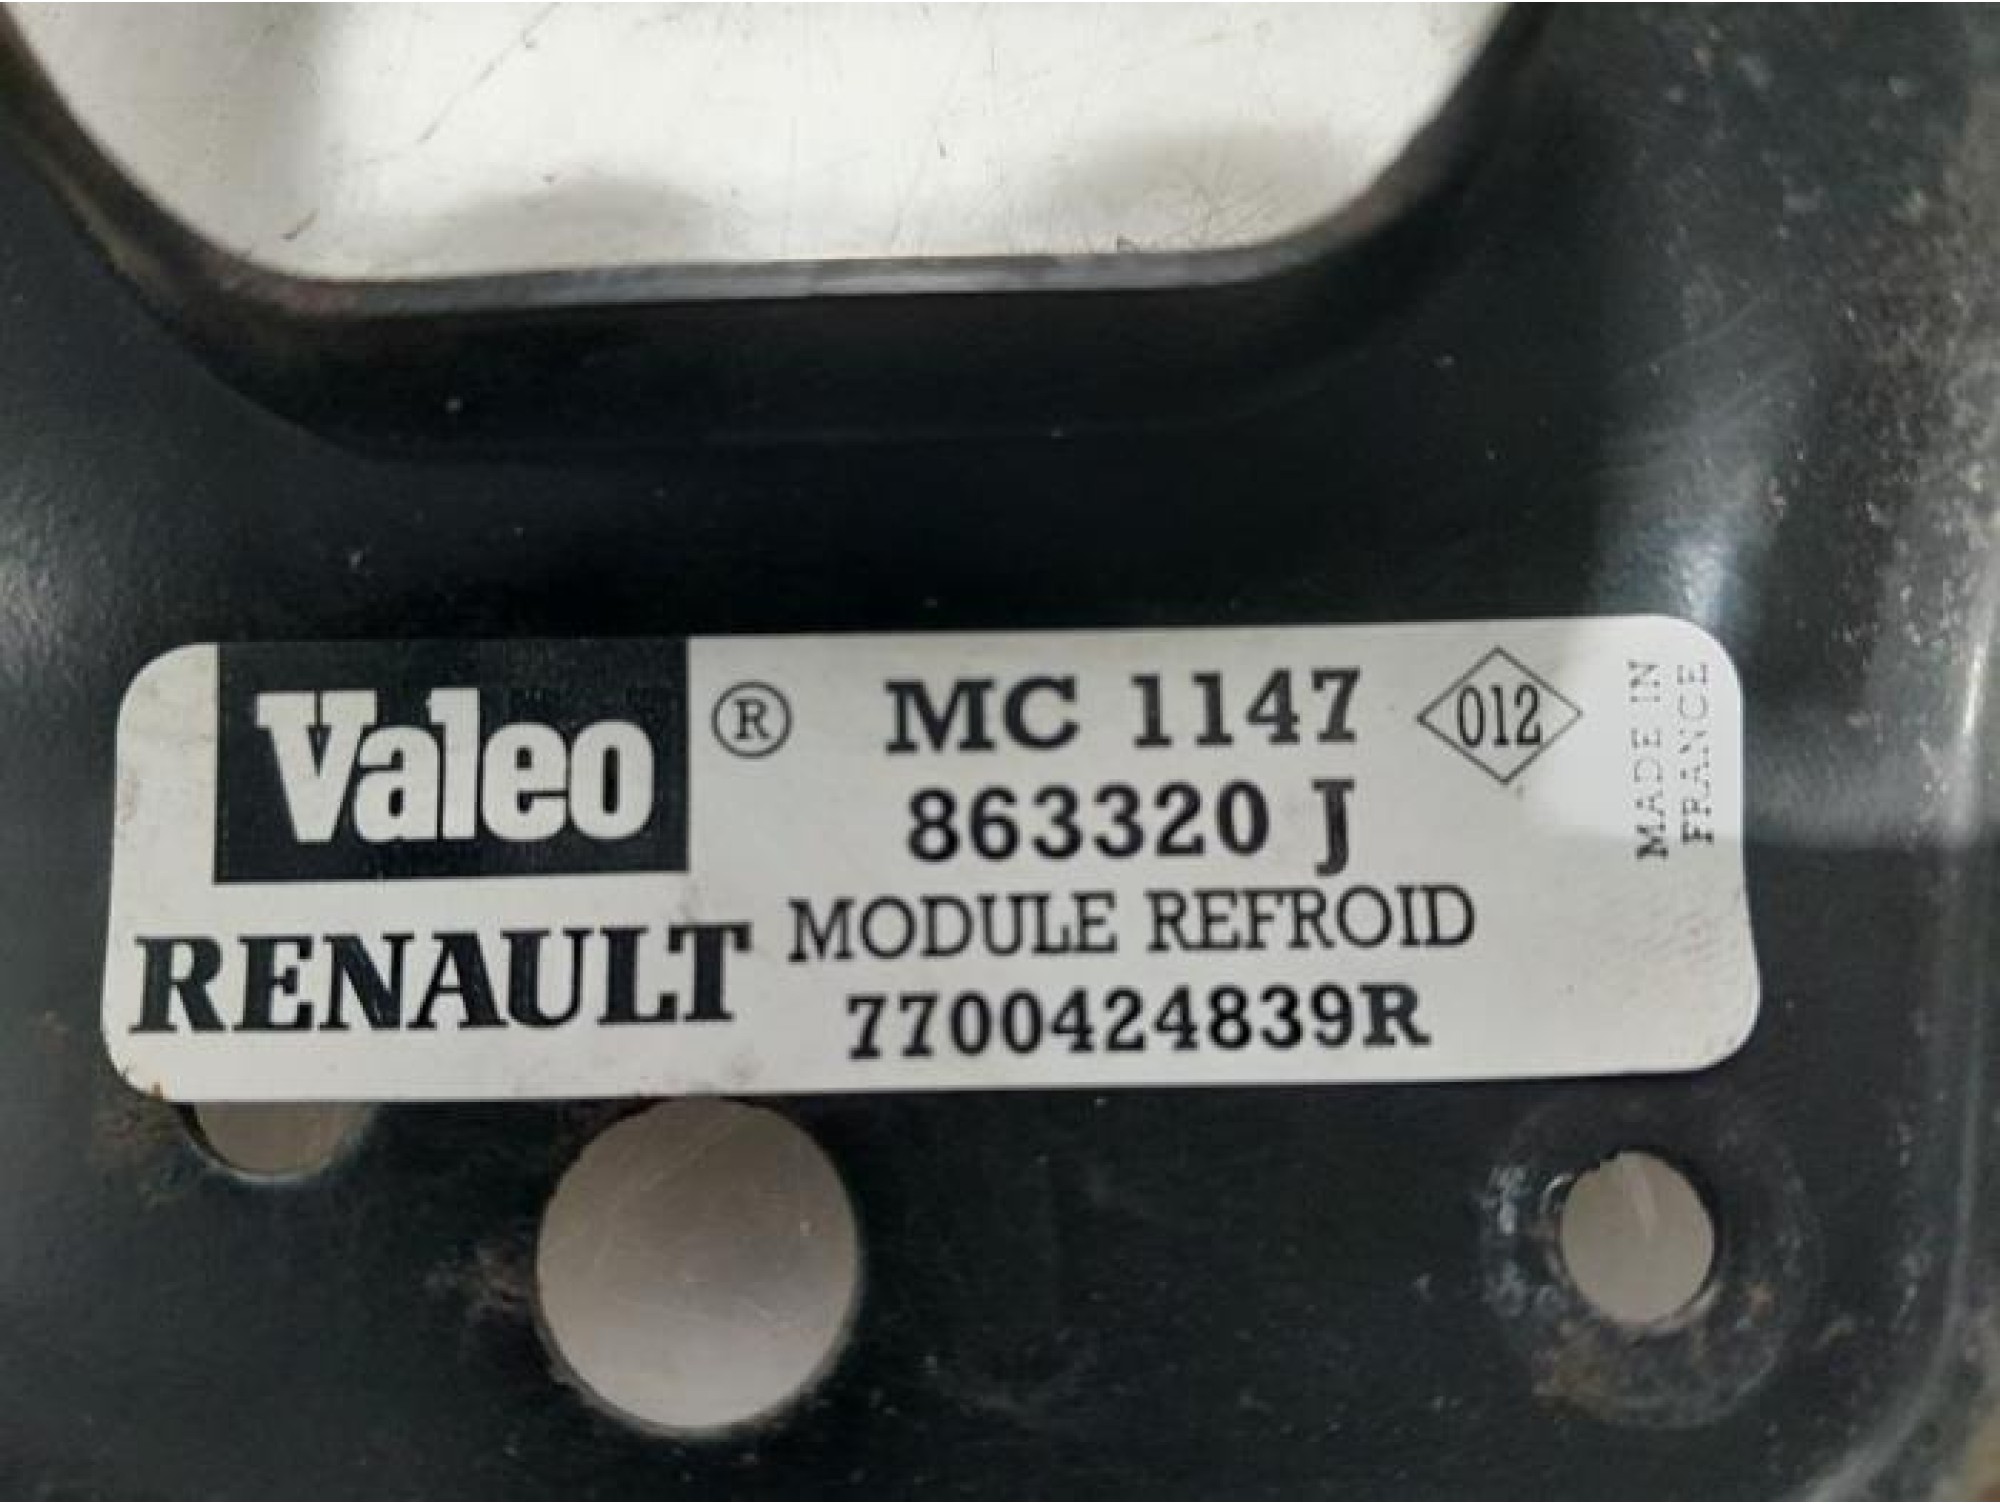 Valeo ® MC 1147 012
863320 J
MODULE REFROID
RENAULT 7700424839R
MADE IN
FRANCE